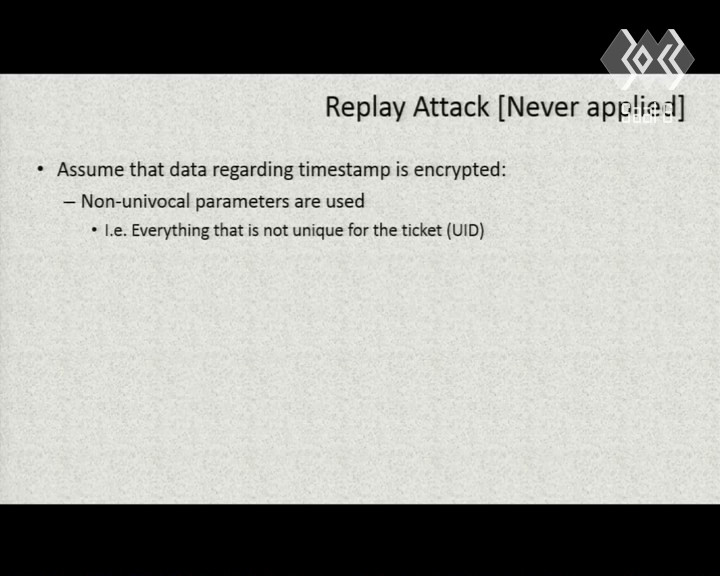 Replay Attack [Never applied]
• Assume that data regarding timestamp is encrypted:
– Non-univocal parameters are used
• I.e. Everything that is not unique for the ticket (UID)